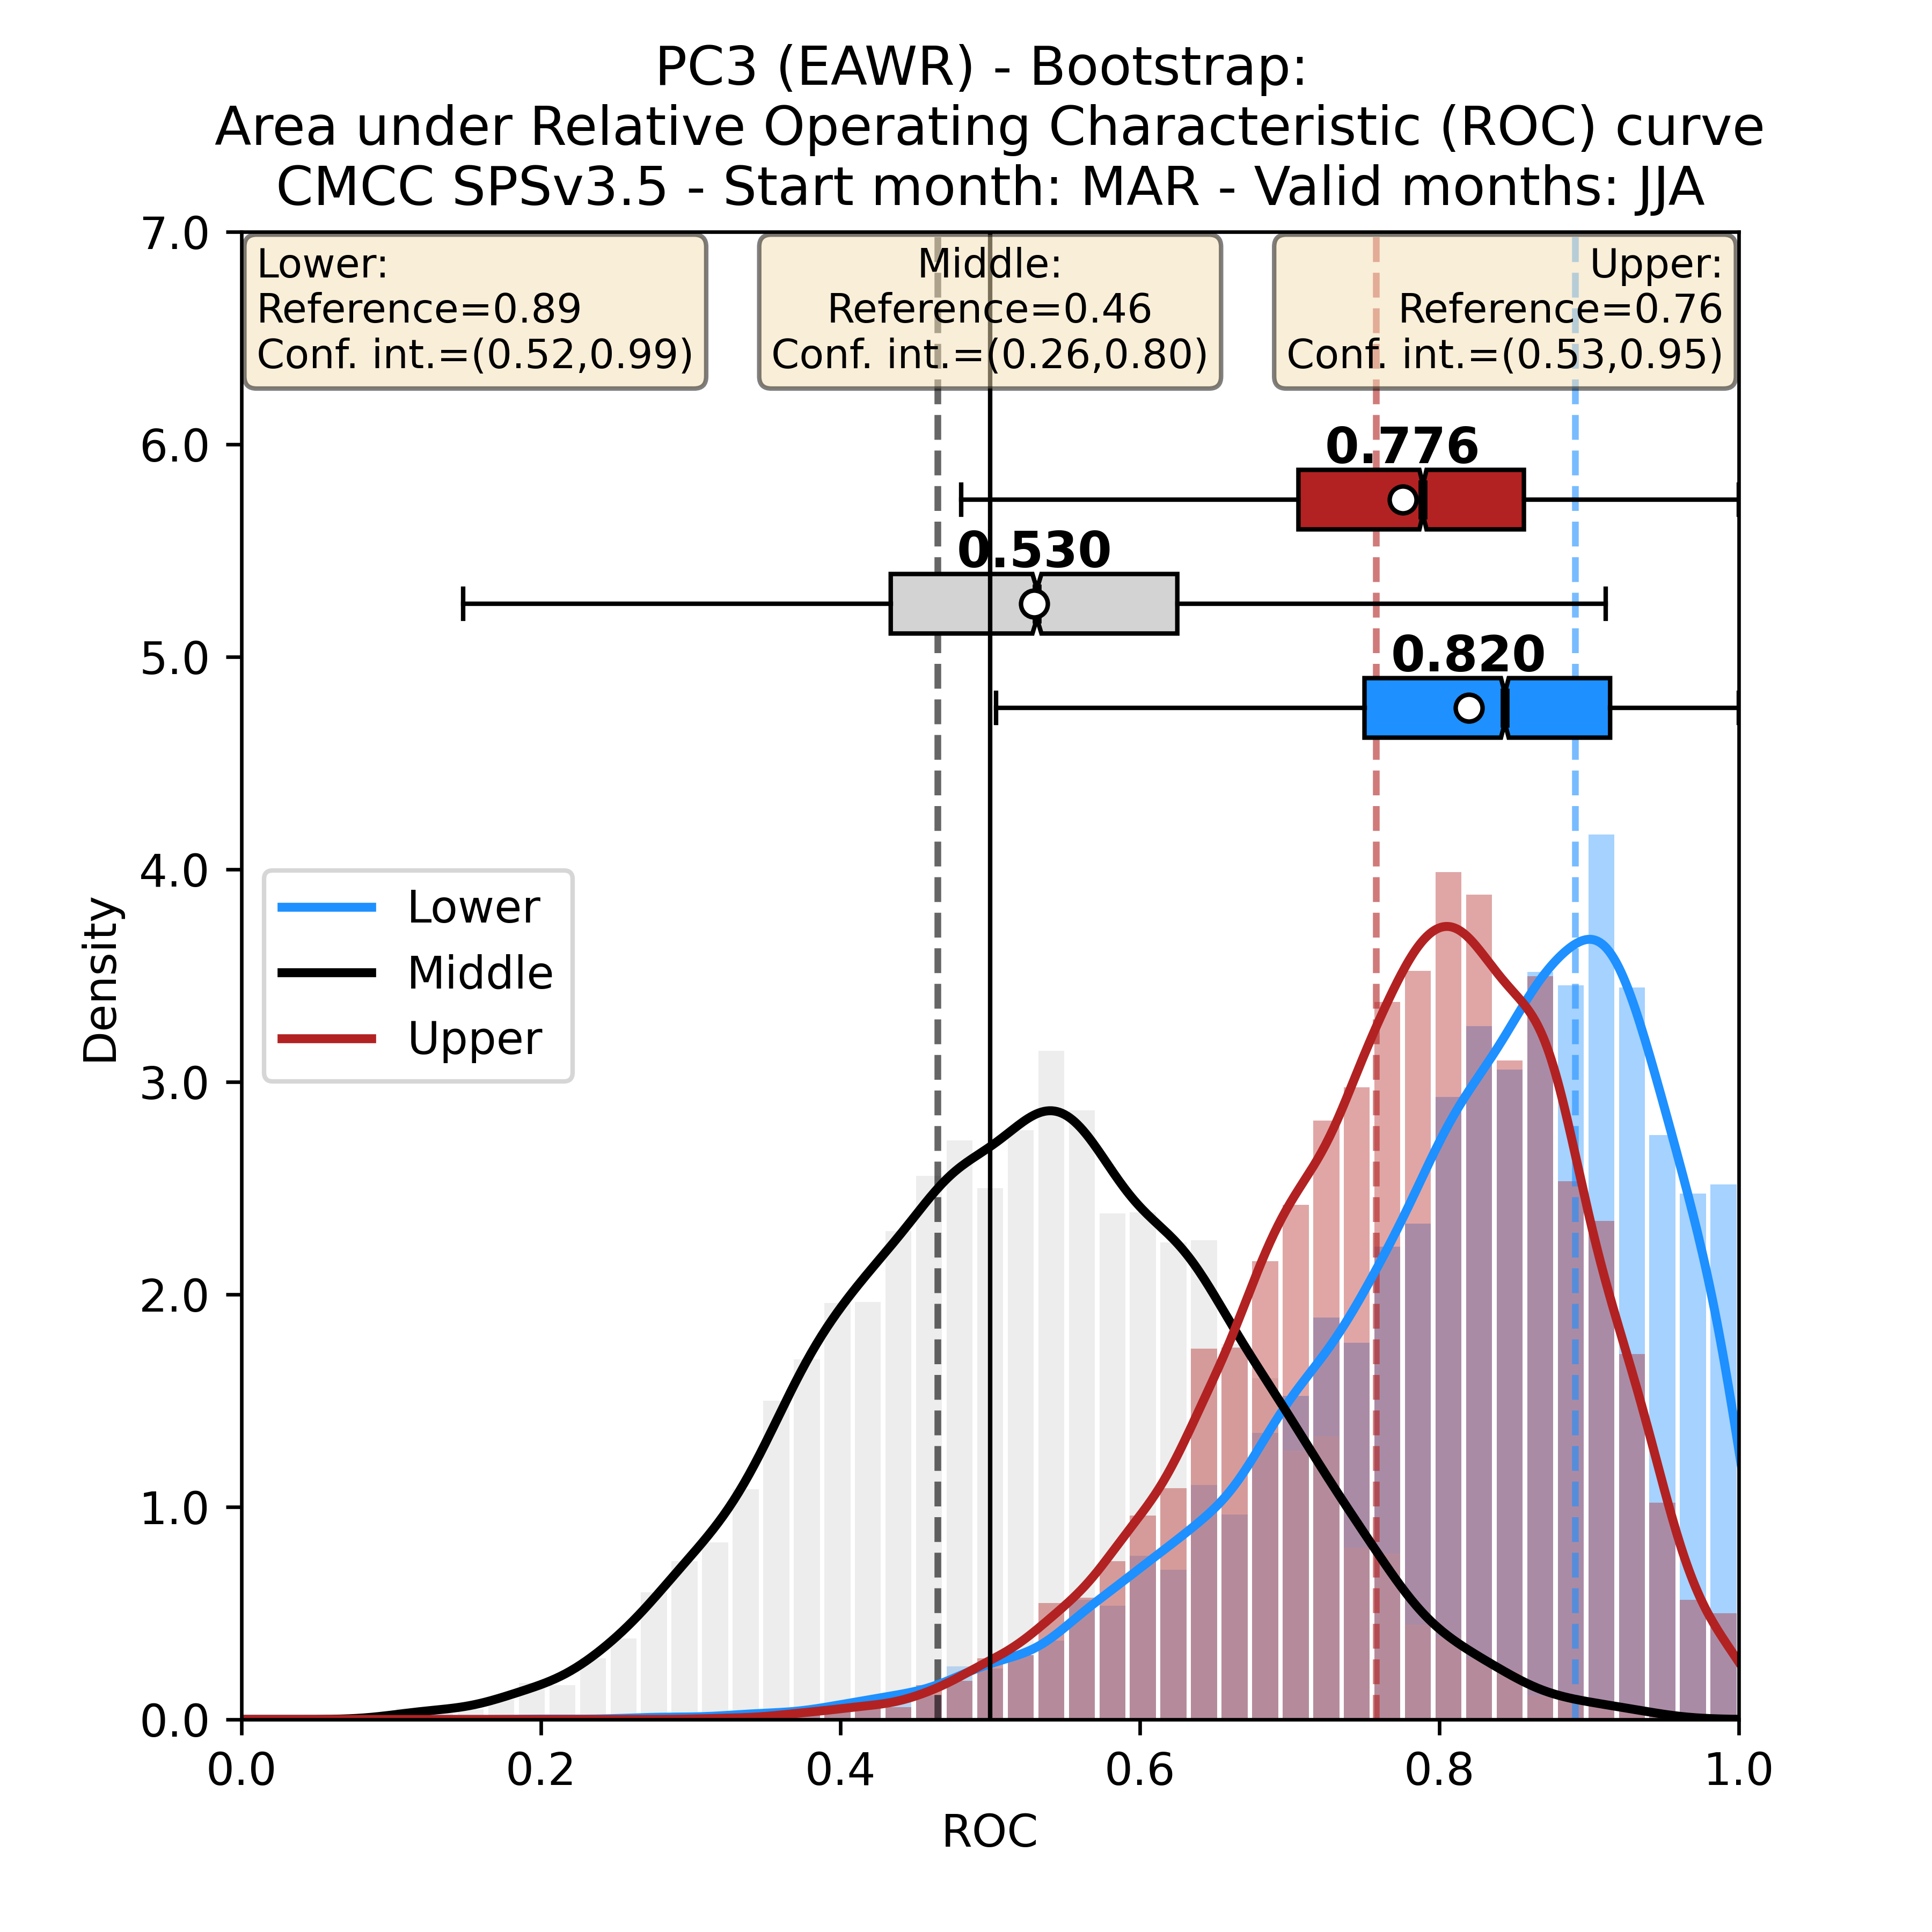 PC3 (EAWR) - Bootstrap:
Area under Relative Operating Characteristic (ROC) curve
CMCC SPSv3.5 - Start month: MAR - Valid months: JJA
Lower:
Reference=0.89
Conf. int.=(0.52,0.99)
Middle:
Reference=0.46
Conf. int.=(0.26,0.80)
Upper:
Reference=0.76
Conf. int.=(0.53,0.95)
0.776
0.530
0.820
Lower
Middle
Upper
Density
7.0
6.0
5.0
4.0
3.0
2.0
1.0
0.0
0.0 0.2 0.4 0.6 0.8 1.0
ROC